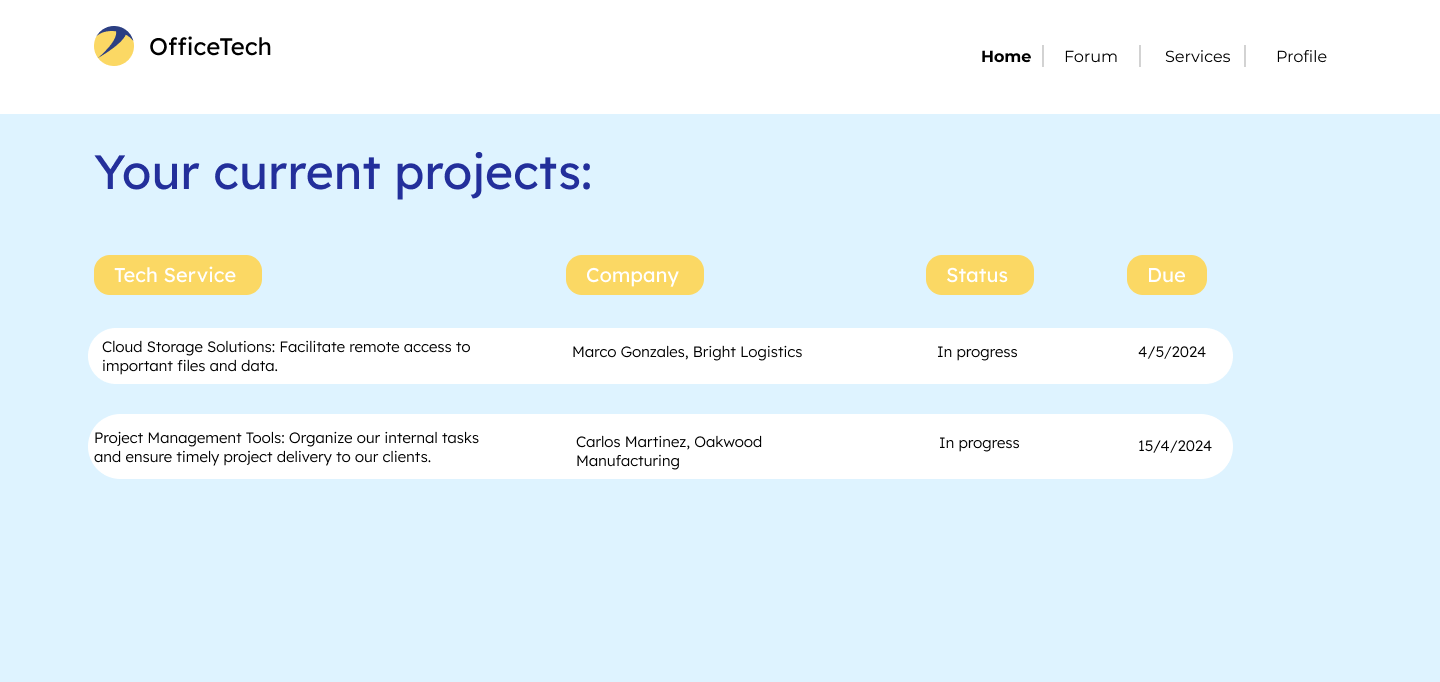 OfficeTech
Home Forum Services Profile
Your current projects:
Tech Service Company Status Due
Cloud Storage Solutions: Facilitate remote access to
important files and data.
Marco Gonzales, Bright Logistics
In progress
4/5/2024
Project Management Tools: Organize our internal tasks
and ensure timely project delivery to our clients.
Carlos Martinez, Oakwood
Manufacturing
In progress
15/4/2024